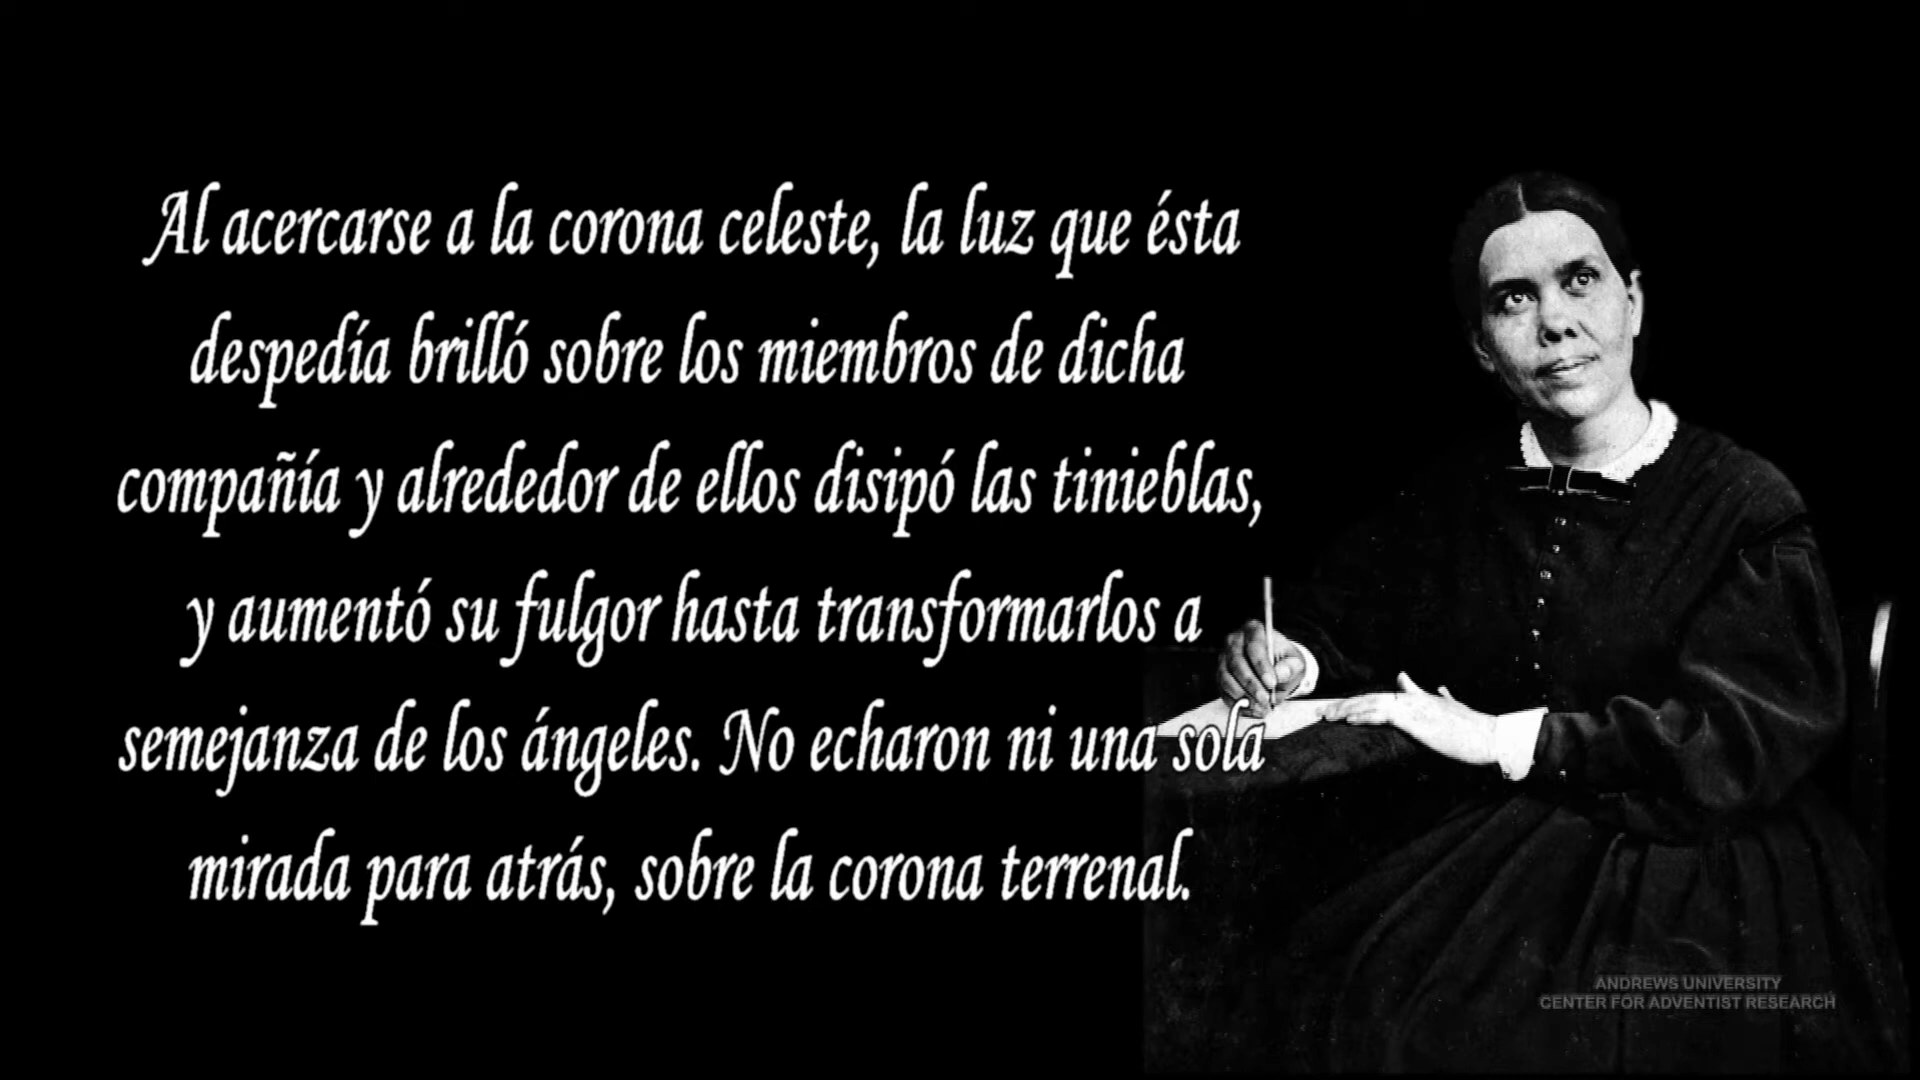 Al acercarse a la corona celeste, la luz que ésta
despedía brilló sobre los miembros de dicha
compañía y alrededor de ellos disipó las tinieblas,
y aumentó su fulgor hasta transformarlos a
semejanza de los ángeles. No echaron ni una sola
mirada para atrás, sobre la corona terrenal.
ANDREWS UNIVERSITY
CENTER FOR ADVENTIST RESEARCH